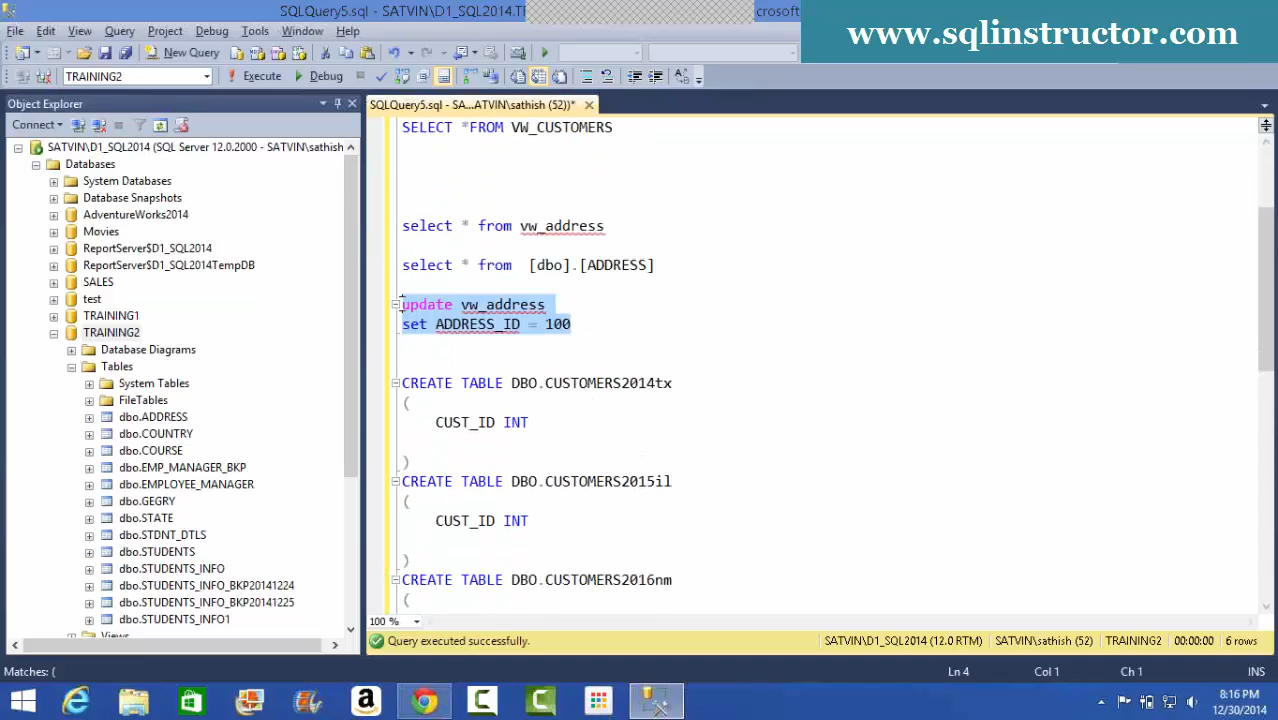 SQLQuery5.sql - SATVIN\D1_SQL2014.T
crosoft
www.sqlinstructor.com
File Edit View Query Project Debug Tools Window Help
New Query
TRAINING2 Execute Debug
Object Explorer
SQLQuery5.sql - SA...ATVIN\sathish (52))*
Connect
SATVIN\D1_SQL2014 (SQL Server 12.0.2000 - SATVIN\sathish
Databases
System Databases
Database Snapshots
AdventureWorks2014
Movies
ReportServer$D1_SQL2014
ReportServer$D1_SQL2014TempDB
SALES
test
TRAINING1
TRAINING2
Database Diagrams
Tables
System Tables
FileTables
dbo.ADDRESS
dbo.COUNTRY
dbo.COURSE
dbo.EMP_MANAGER_BKP
dbo.EMPLOYEE_MANAGER
dbo.GEGRY
dbo.STATE
dbo.STDNT_DTLS
dbo.STUDENTS
dbo.STUDENTS_INFO
dbo.STUDENTS_INFO_BKP20141224
dbo.STUDENTS_INFO_BKP20141225
dbo.STUDENTS_INFO1
Views
SELECT *FROM VW_CUSTOMERS
select * from vw_address
select * from [dbo].[ADDRESS]
update vw_address
set ADDRESS_ID = 100
CREATE TABLE DBO.CUSTOMERS2014tx
(
CUST_ID INT
)
CREATE TABLE DBO.CUSTOMERS2015il
(
CUST_ID INT
)
CREATE TABLE DBO.CUSTOMERS2016nm
(
100 %
Query executed successfully. SATVIN\D1_SQL2014 (12.0 RTM) SATVIN\sathish (52) TRAINING2 00:00:00 6 rows
Matches: ( Ln 4 Col 1 Ch 1 INS
8:16 PM
12/30/2014